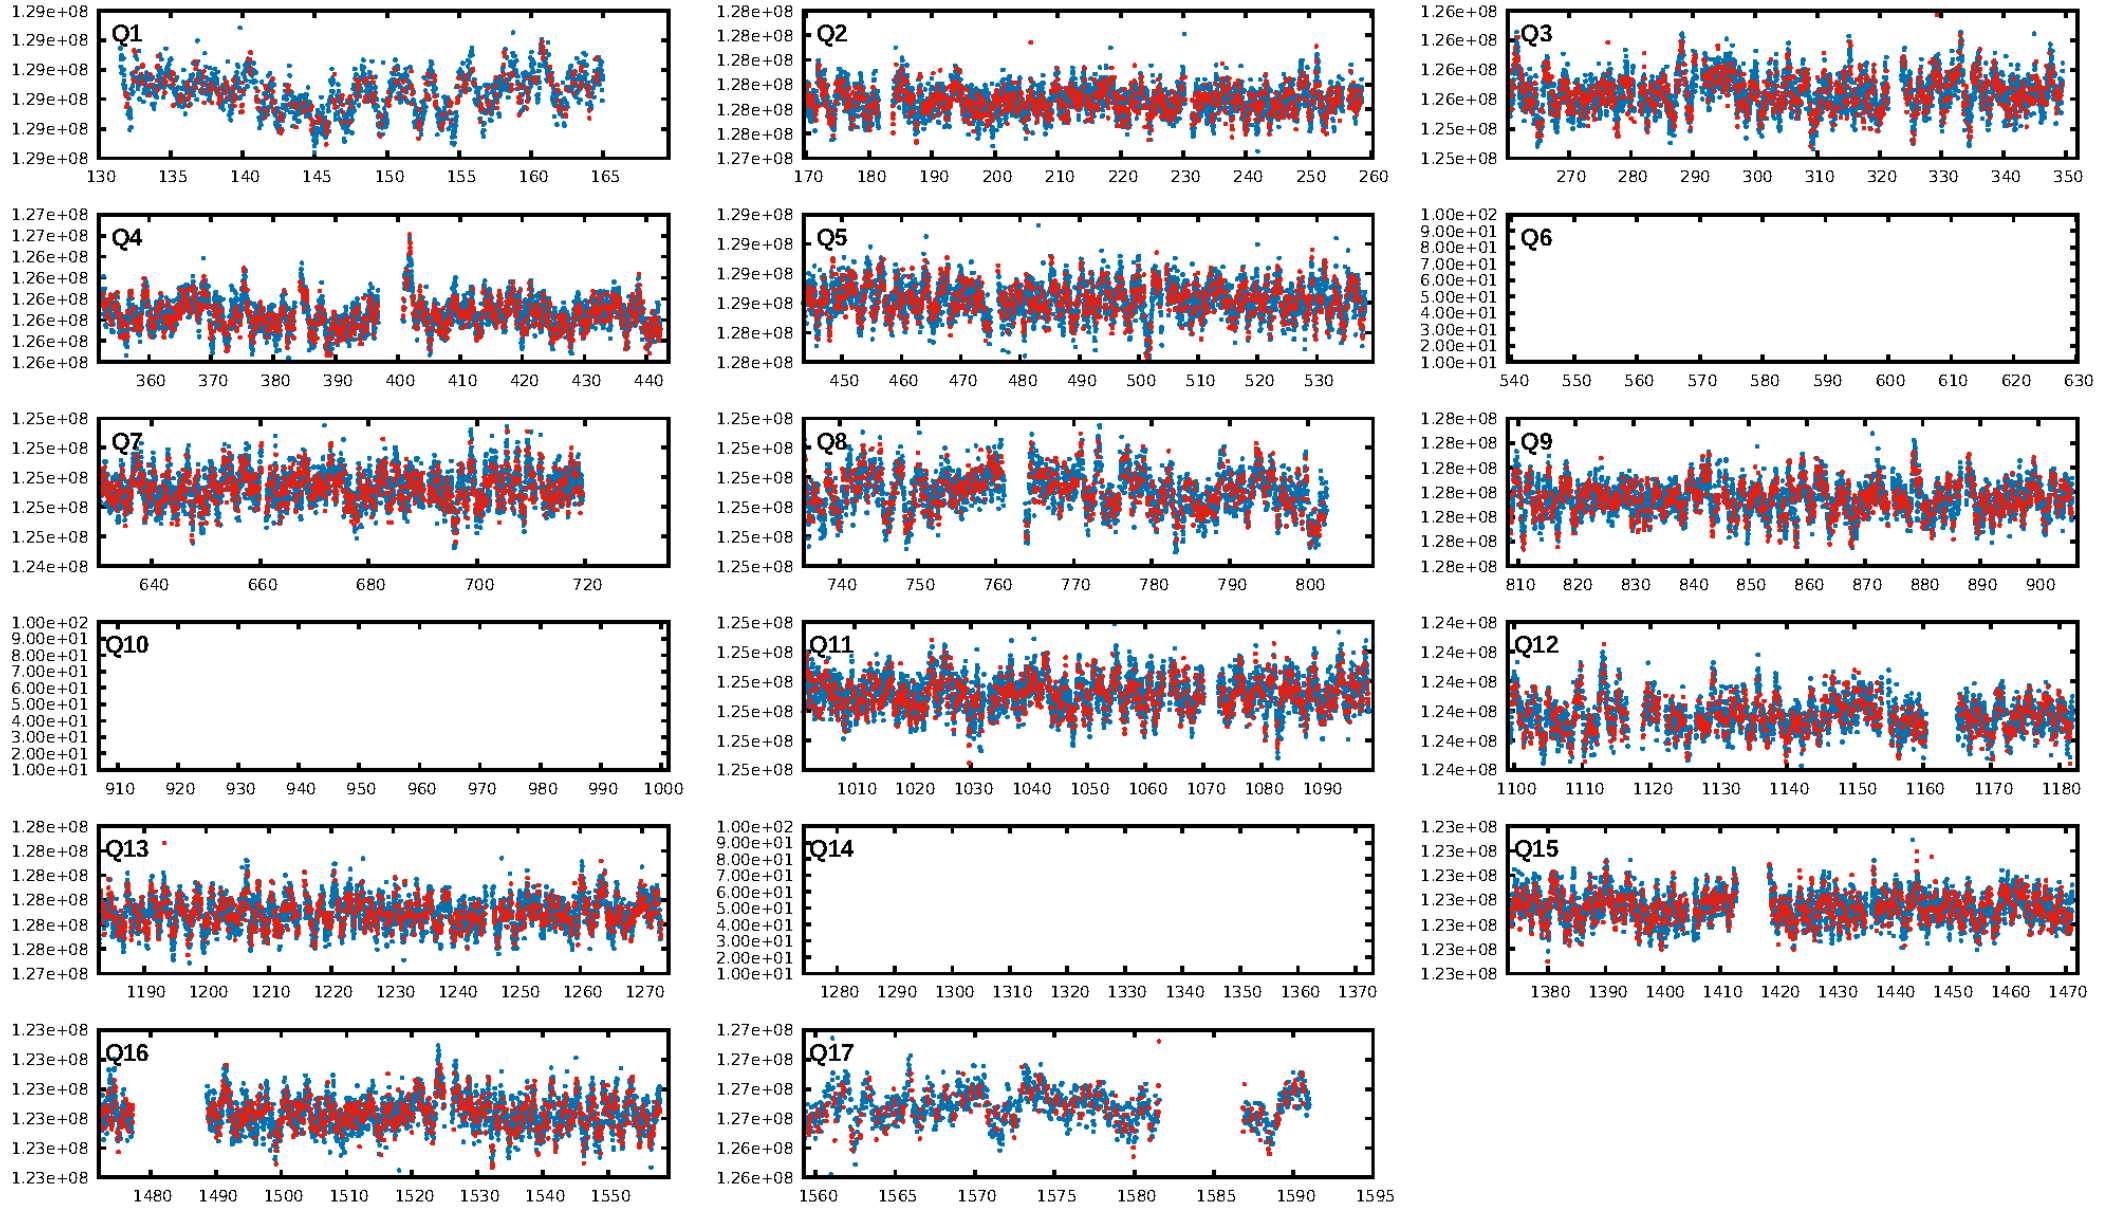 1.29e+08 1.29e+08 1.29e+08 1.29e+08 1.29e+08 1.29e+08
Q1
130 135 140 145 150 155 160 165
1.28e+08 1.28e+08 1.28e+08 1.28e+08 1.28e+08 1.28e+08 1.27e+08
Q2
170 180 190 200 210 220 230 240 250 260
1.26e+08 1.26e+08 1.26e+08 1.26e+08 1.25e+08 1.25e+08
Q3
270 280 290 300 310 320 330 340 350
1.27e+08 1.27e+08 1.26e+08 1.26e+08 1.26e+08 1.26e+08 1.26e+08 1.26e+08
Q4
360 370 380 390 400 410 420 430 440
1.29e+08 1.29e+08 1.29e+08 1.29e+08 1.28e+08 1.28e+08
Q5
450 460 470 480 490 500 510 520 530
1.00e+02 9.00e+01 8.00e+01 7.00e+01 6.00e+01 5.00e+01 4.00e+01 3.00e+01 2.00e+01 1.00e+01
Q6
540 550 560 570 580 590 600 610 620 630
1.25e+08 1.25e+08 1.25e+08 1.25e+08 1.25e+08 1.24e+08
Q7
640 660 680 700 720
1.25e+08 1.25e+08 1.25e+08 1.25e+08 1.25e+08 1.25e+08
Q8
740 750 760 770 780 790 800
1.28e+08 1.28e+08 1.28e+08 1.28e+08 1.28e+08 1.28e+08 1.28e+08
Q9
810 820 830 840 850 860 870 880 890 900
1.00e+02 9.00e+01 8.00e+01 7.00e+01 6.00e+01 5.00e+01 4.00e+01 3.00e+01 2.00e+01 1.00e+01
Q10
910 920 930 940 950 960 970 980 990 1000
1.25e+08 1.25e+08 1.25e+08 1.25e+08 1.25e+08 1.25e+08
Q11
1010 1020 1030 1040 1050 1060 1070 1080 1090
1.24e+08 1.24e+08 1.24e+08 1.24e+08 1.24e+08 1.24e+08
Q12
1100 1110 1120 1130 1140 1150 1160 1170 1180
1.28e+08 1.28e+08 1.28e+08 1.28e+08 1.28e+08 1.28e+08 1.27e+08
Q13
1190 1200 1210 1220 1230 1240 1250 1260 1270
1.00e+02 9.00e+01 8.00e+01 7.00e+01 6.00e+01 5.00e+01 4.00e+01 3.00e+01 2.00e+01 1.00e+01
Q14
1280 1290 1300 1310 1320 1330 1340 1350 1360 1370
1.23e+08 1.23e+08 1.23e+08 1.23e+08 1.23e+08 1.23e+08 1.23e+08
Q15
1380 1390 1400 1410 1420 1430 1440 1450 1460 1470
1.23e+08 1.23e+08 1.23e+08 1.23e+08 1.23e+08 1.23e+08
Q16
1480 1490 1500 1510 1520 1530 1540 1550
1.27e+08 1.27e+08 1.27e+08 1.27e+08 1.26e+08 1.26e+08
Q17
1560 1565 1570 1575 1580 1585 1590 1595